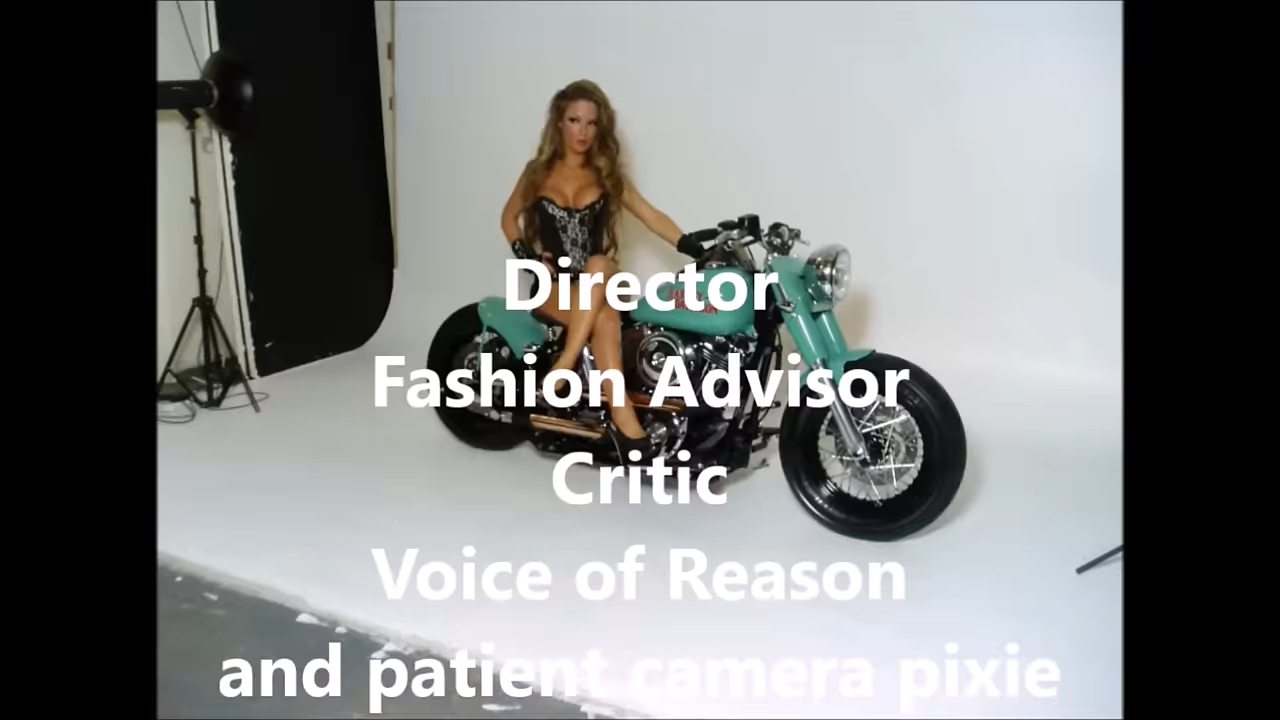 Director
Fashion Advisor
Critic
Voice of Reason
and patient camera pixie